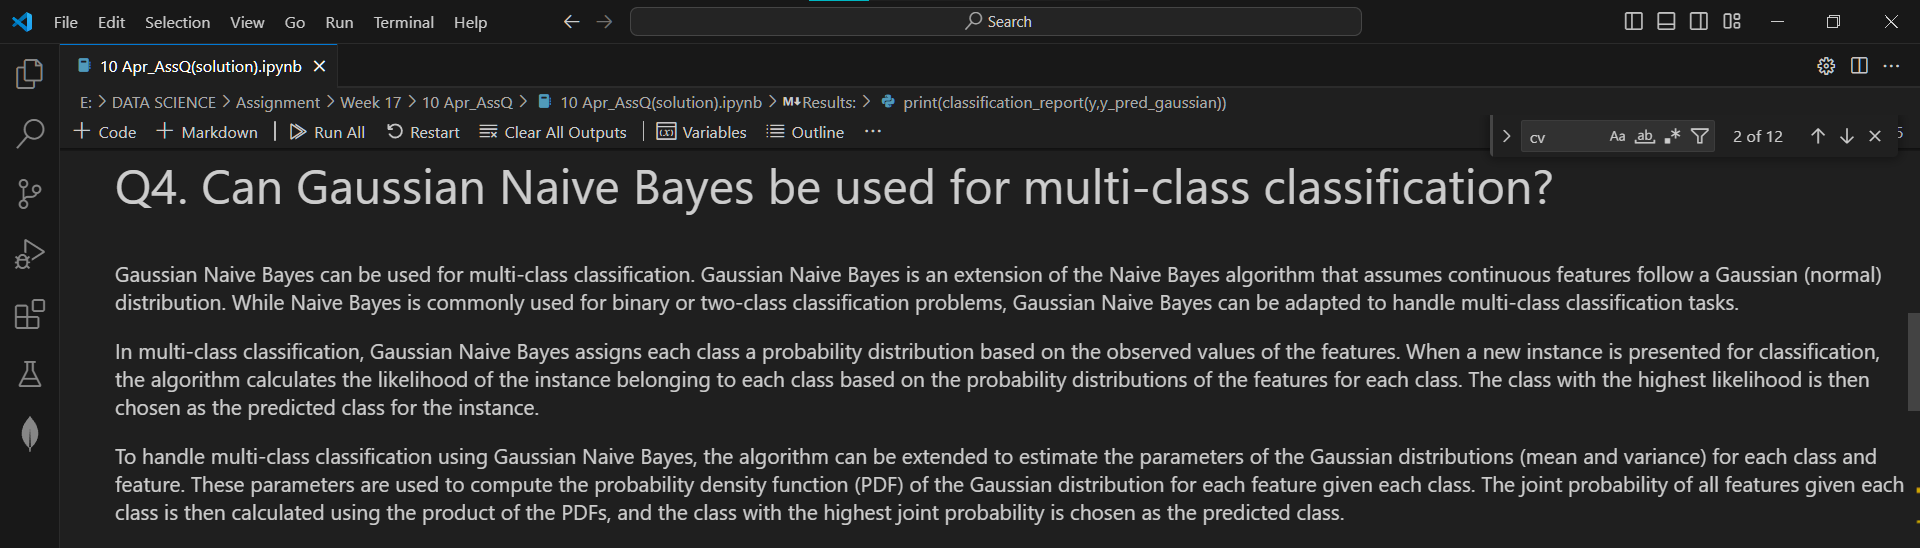 File Edit Selection View Go Run Terminal Help Search
10 Apr_AssQ(solution).ipynb
E: > DATA SCIENCE > Assignment > Week 17 > 10 Apr_AssQ > 10 Apr_AssQ(solution).ipynb > M↓Results: > print(classification_report(y,y_pred_gaussian))
+ Code + Markdown | Run All Restart Clear All Outputs | Variables Outline ...
cv Aa ab 2 of 12 5
Q4. Can Gaussian Naive Bayes be used for multi-class classification?
Gaussian Naive Bayes can be used for multi-class classification. Gaussian Naive Bayes is an extension of the Naive Bayes algorithm that assumes continuous features follow a Gaussian (normal)
distribution. While Naive Bayes is commonly used for binary or two-class classification problems, Gaussian Naive Bayes can be adapted to handle multi-class classification tasks.
In multi-class classification, Gaussian Naive Bayes assigns each class a probability distribution based on the observed values of the features. When a new instance is presented for classification,
the algorithm calculates the likelihood of the instance belonging to each class based on the probability distributions of the features for each class. The class with the highest likelihood is then
chosen as the predicted class for the instance.
To handle multi-class classification using Gaussian Naive Bayes, the algorithm can be extended to estimate the parameters of the Gaussian distributions (mean and variance) for each class and
feature. These parameters are used to compute the probability density function (PDF) of the Gaussian distribution for each feature given each class. The joint probability of all features given each
class is then calculated using the product of the PDFs, and the class with the highest joint probability is chosen as the predicted class.